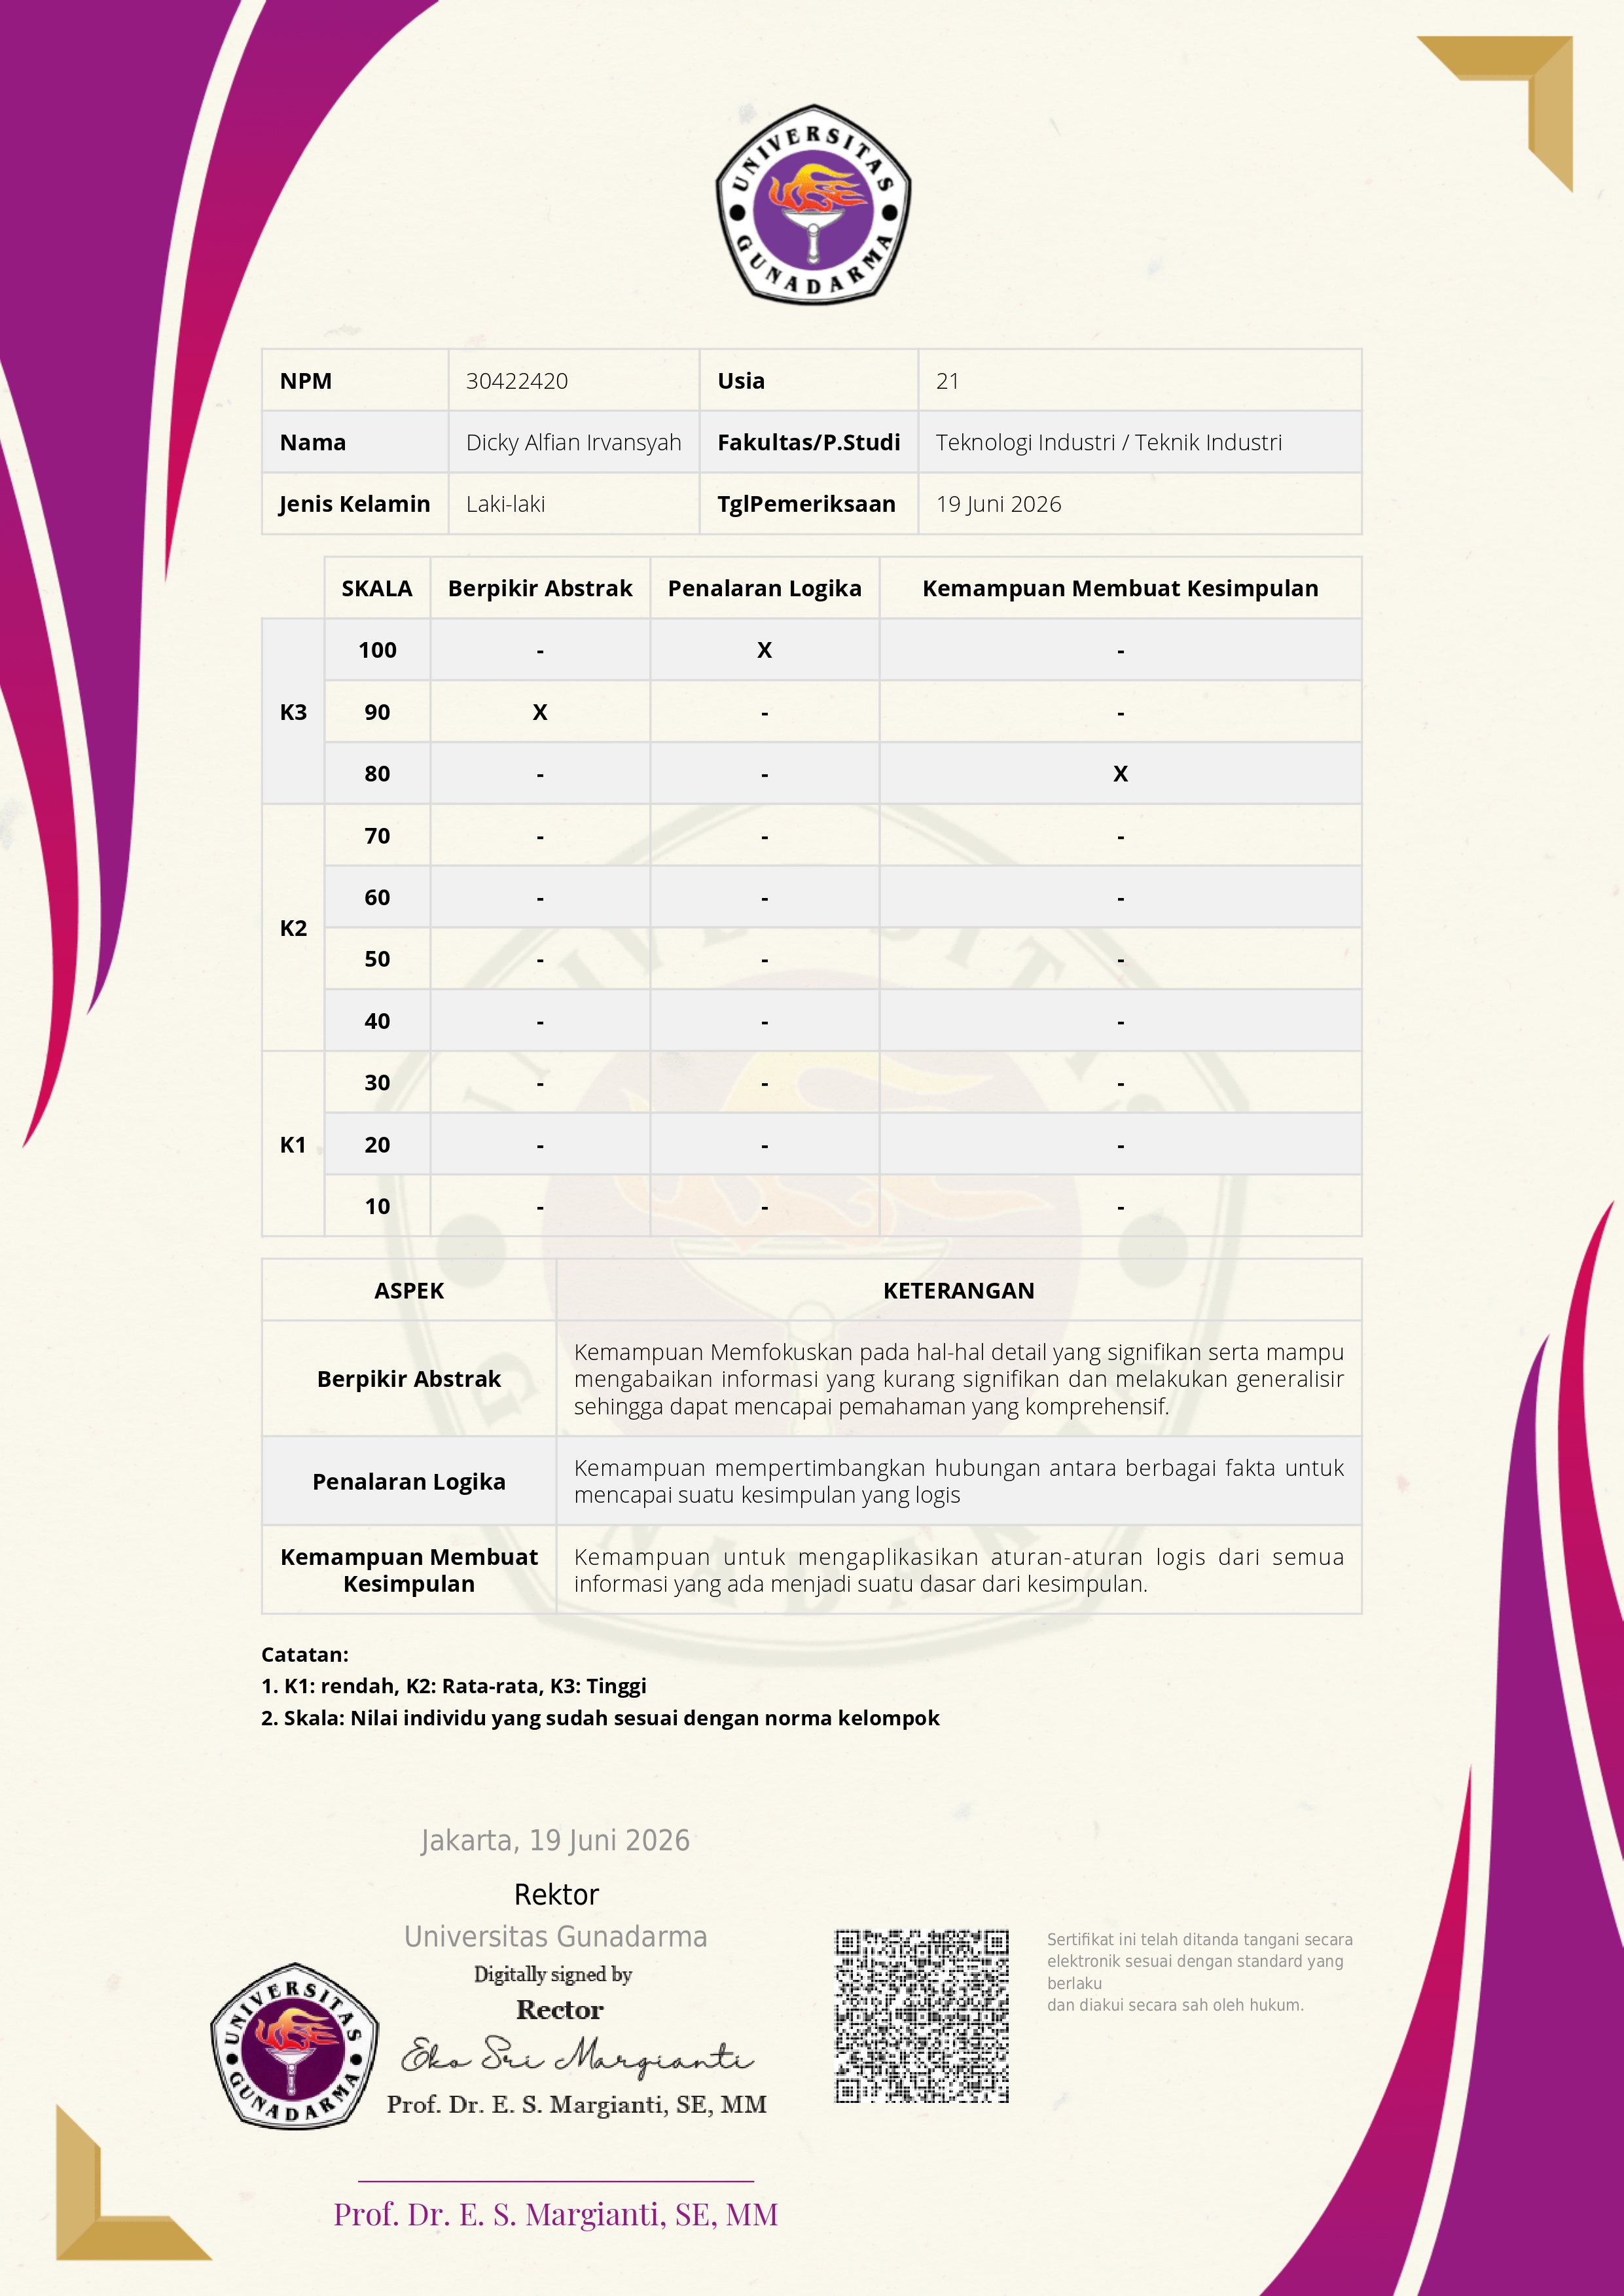 UNIVERSITAS GUNADARMA
NPM 30422420 Usia 21
Nama Dicky Alfian Irvansyah Fakultas/P.Studi Teknologi Industri / Teknik Industri
Jenis Kelamin Laki-laki TglPemeriksaan 19 Juni 2026
SKALA Berpikir Abstrak Penalaran Logika Kemampuan Membuat Kesimpulan
100 - X -
K3 90 X - -
80 - - X
70 - - -
60 - - -
K2
50 - - -
40 - - -
30 - - -
K1 20 - - -
10 - - -
ASPEK KETERANGAN
Berpikir Abstrak
Kemampuan Memfokuskan pada hal-hal detail yang signifikan serta mampu
mengabaikan informasi yang kurang signifikan dan melakukan generalisir
sehingga dapat mencapai pemahaman yang komprehensif.
Penalaran Logika
Kemampuan mempertimbangkan hubungan antara berbagai fakta untuk
mencapai suatu kesimpulan yang logis
Kemampuan Membuat
Kesimpulan
Kemampuan untuk mengaplikasikan aturan-aturan logis dari semua
informasi yang ada menjadi suatu dasar dari kesimpulan.
Catatan:
1. K1: rendah, K2: Rata-rata, K3: Tinggi
2. Skala: Nilai individu yang sudah sesuai dengan norma kelompok
Jakarta, 19 Juni 2026
Rektor
Universitas Gunadarma
Digitally signed by
Rector
Eko Sri Margianti
Prof. Dr. E. S. Margianti, SE, MM
UNIVERSITAS GUNADARMA
Sertifikat ini telah ditanda tangani secara
elektronik sesuai dengan standard yang
berlaku
dan diakui secara sah oleh hukum.
Prof. Dr. E. S. Margianti, SE, MM